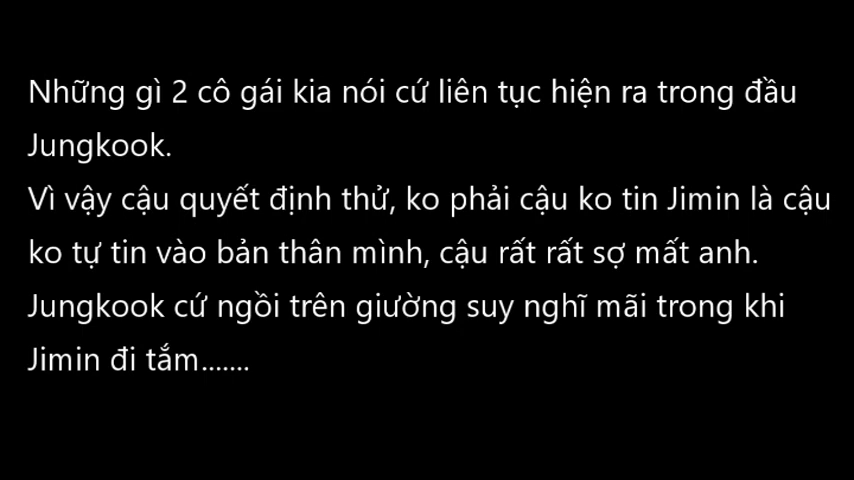 Những gì 2 cô gái kia nói cứ liên tục hiện ra trong đầu
Jungkook.
Vì vậy cậu quyết định thử, ko phải cậu ko tin Jimin là cậu
ko tự tin vào bản thân mình, cậu rất rất sợ mất anh.
Jungkook cứ ngồi trên giường suy nghĩ mãi trong khi
Jimin đi tắm.......